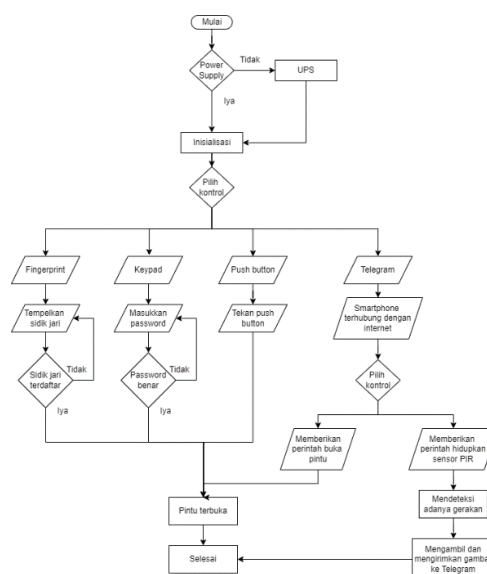 Mulai
Power
Supply
Tidak
UPS
Iya
Inisialisasi
Pilih
kontrol
Fingerprint
Keypad
Push button
Telegram
Tempelkan
sidik jari
Masukkan
password
Tekan push
button
Smartphone
terhubung dengan
internet
Sidik jari
terdaftar
Tidak
Password
benar
Tidak
Pilih
kontrol
Iya
Iya
Memberikan
perintah buka
pintu
Memberikan
perintah hidupkan
sensor PIR
Pintu terbuka
Mendeteksi
adanya gerakan
Selesai
Mengambil dan
mengirimkan gambar
ke Telegram